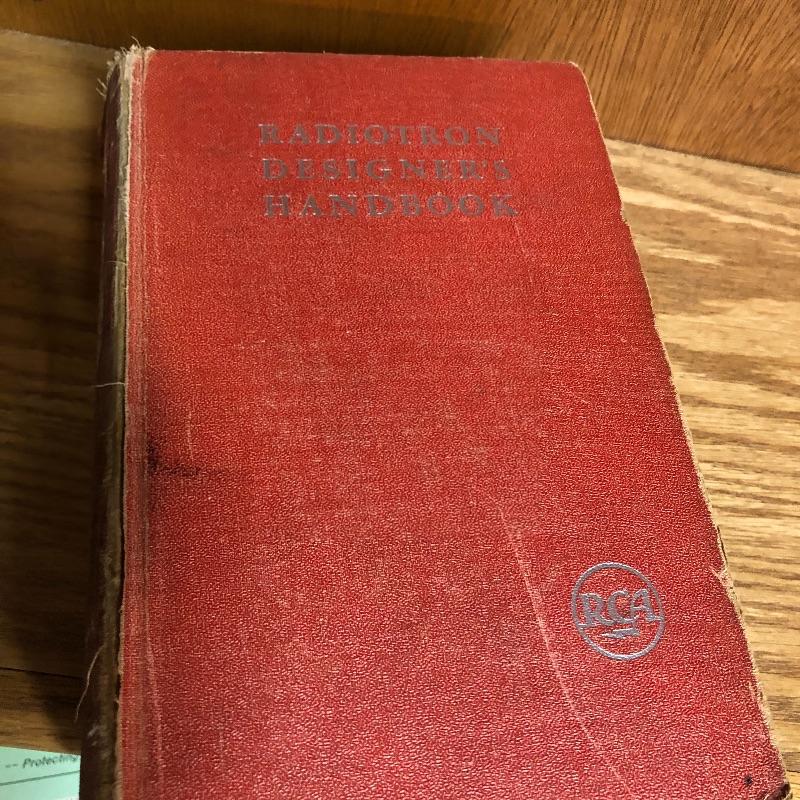 RADIOTRON
DESIGNER'S
HANDBOOK
RCA
-- Protecting